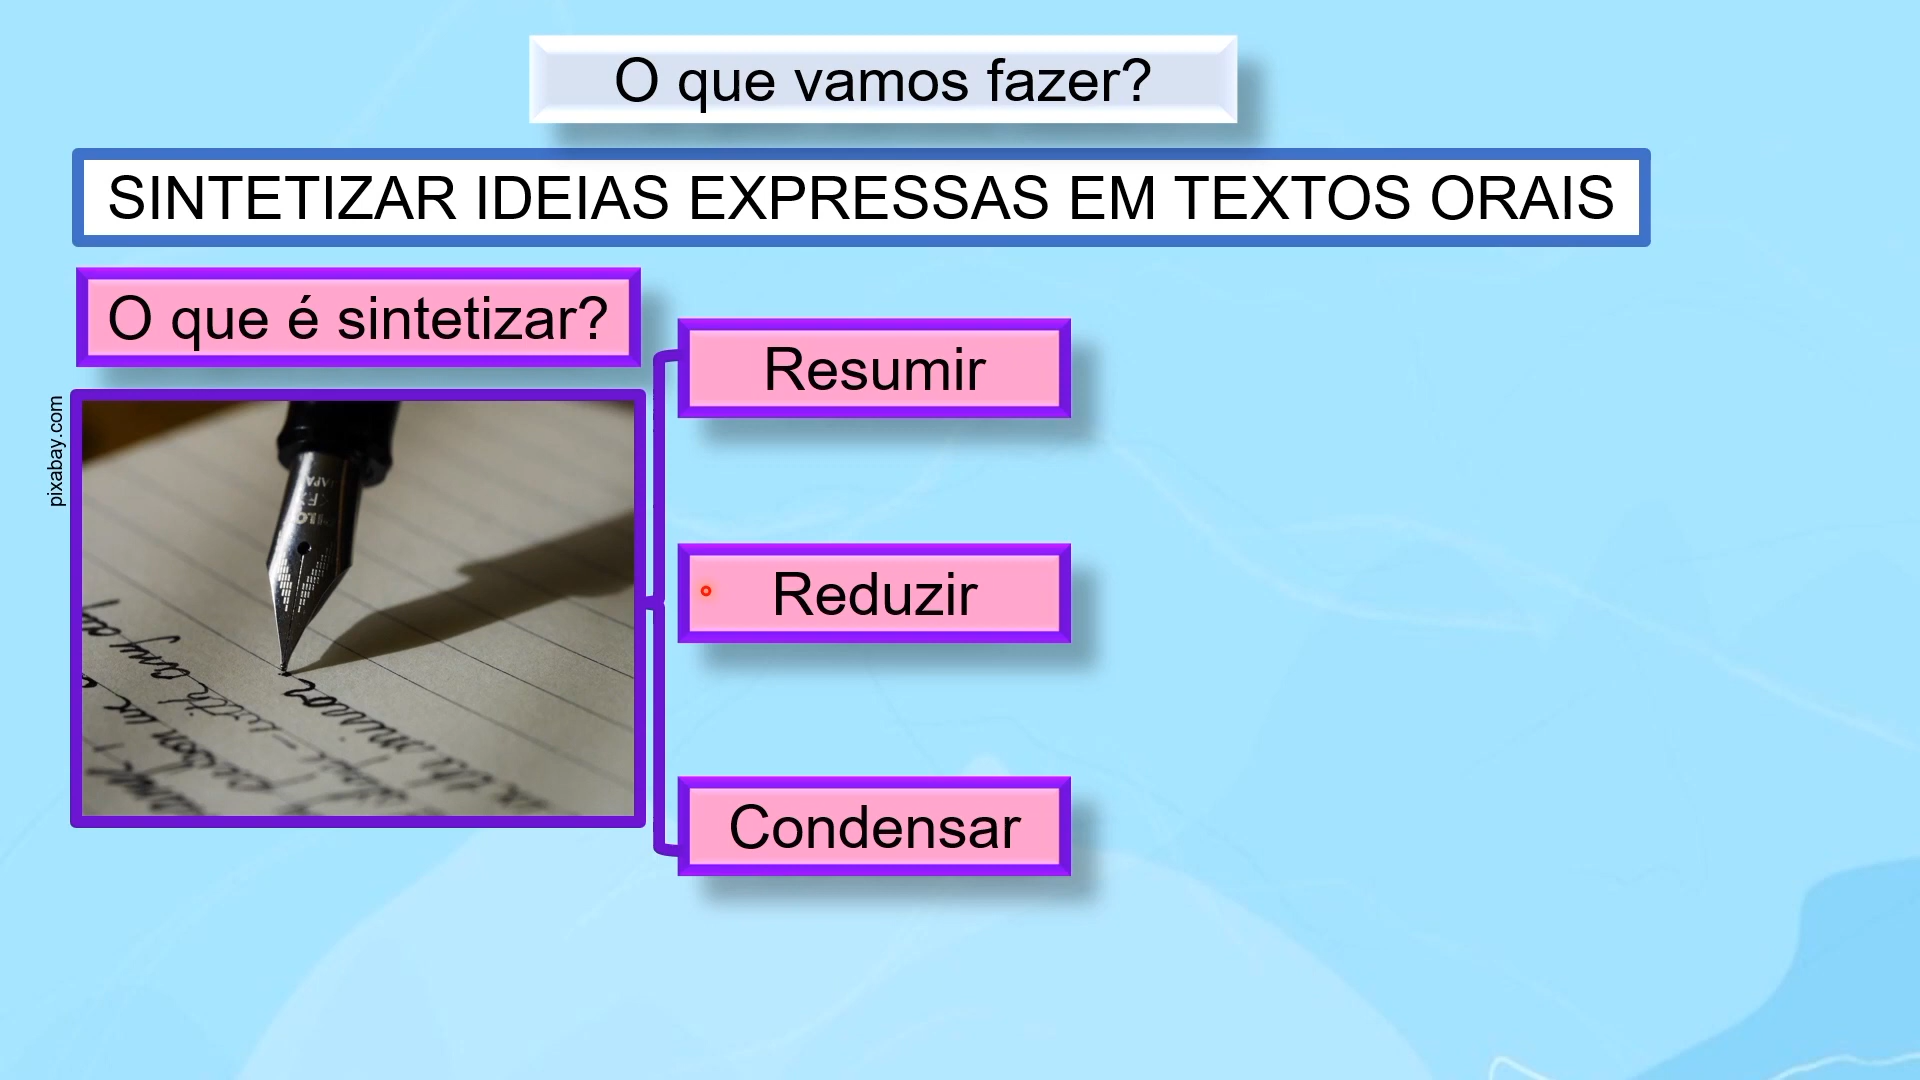 O que vamos fazer?
SINTETIZAR IDEIAS EXPRESSAS EM TEXTOS ORAIS
O que é sintetizar?
pixabay.com
Resumir
Reduzir
Condensar